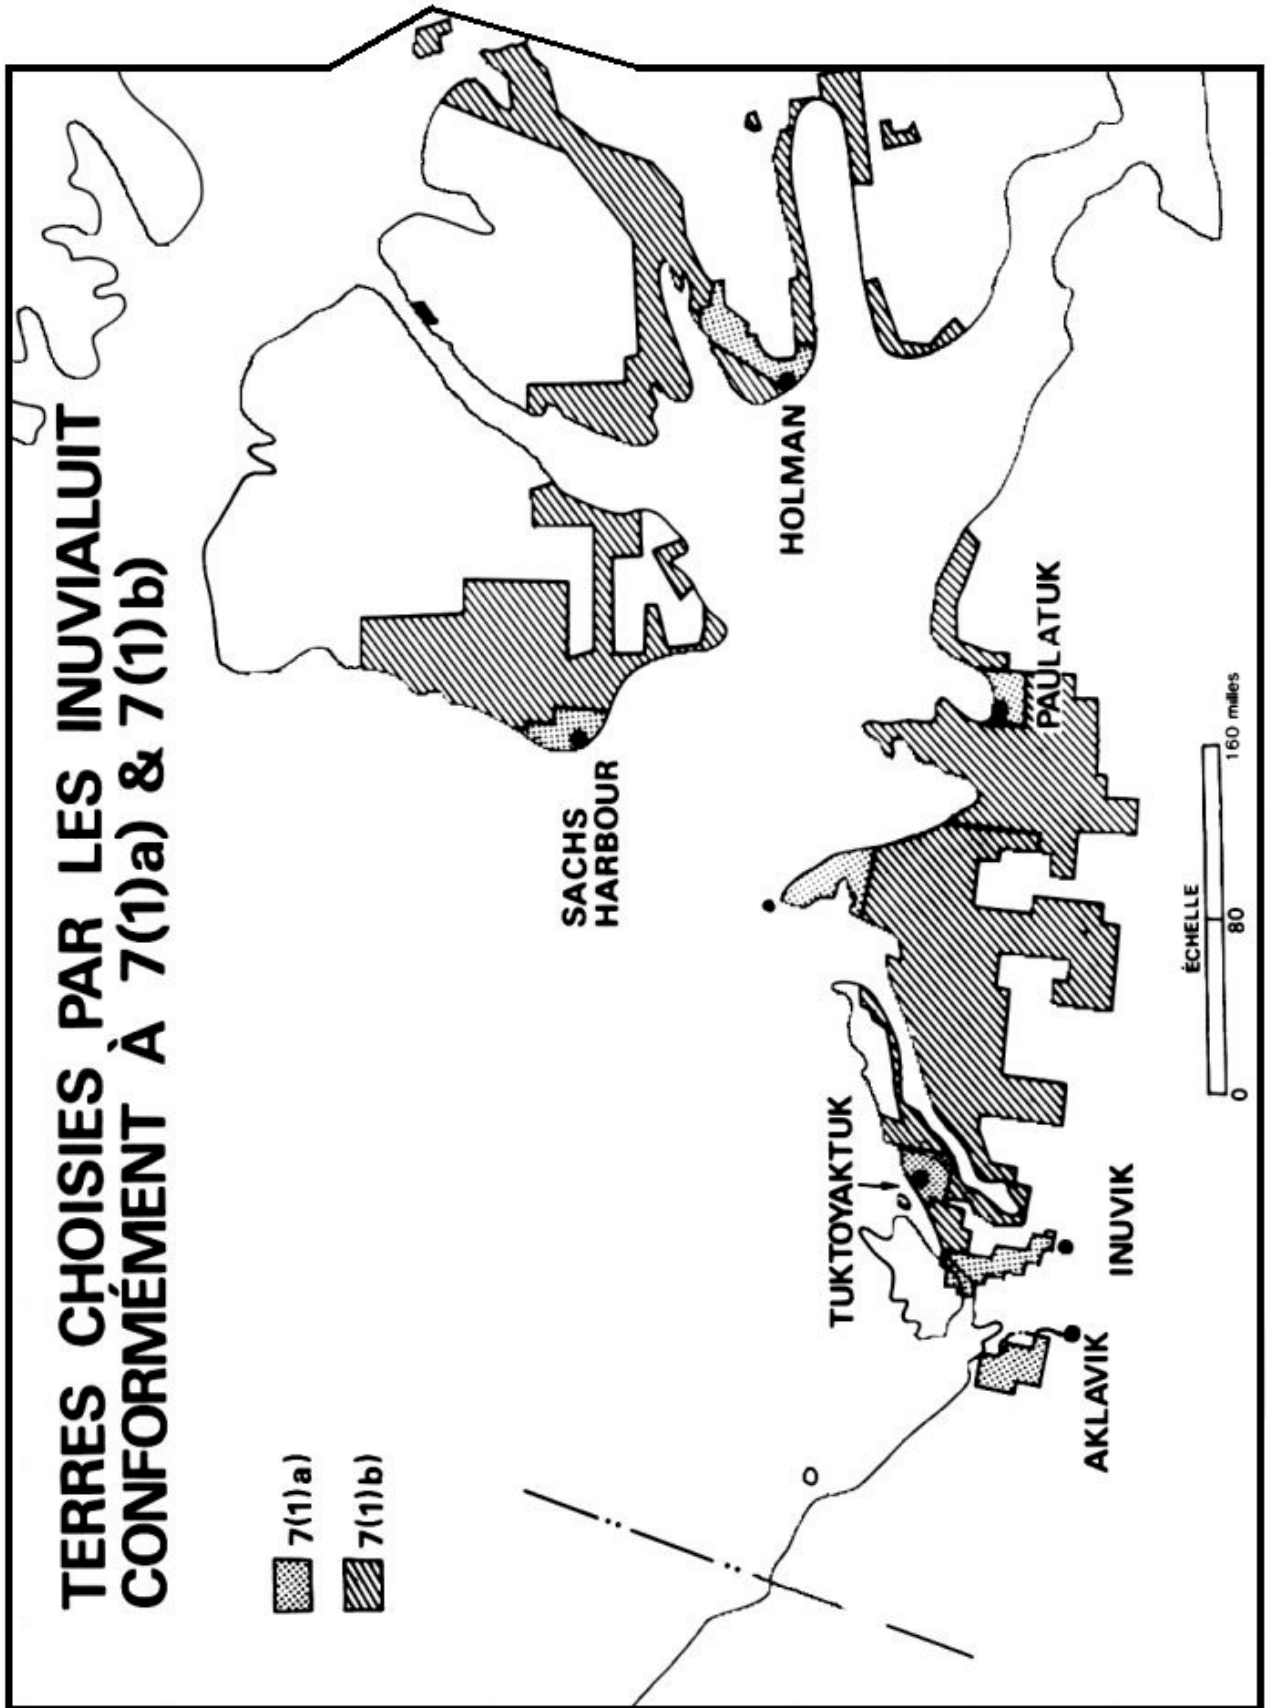 TERRES CHOISIES PAR LES INUVIALUIT
CONFORMÉMENT À 7(1)a) & 7(1)b)
7(1)a)
7(1)b)
SACHS
HARBOUR
HOLMAN
TUKTOYAKTUK
PAULATUK
INUVIK
AKLAVIK
ÉCHELLE
0 80 160 milles